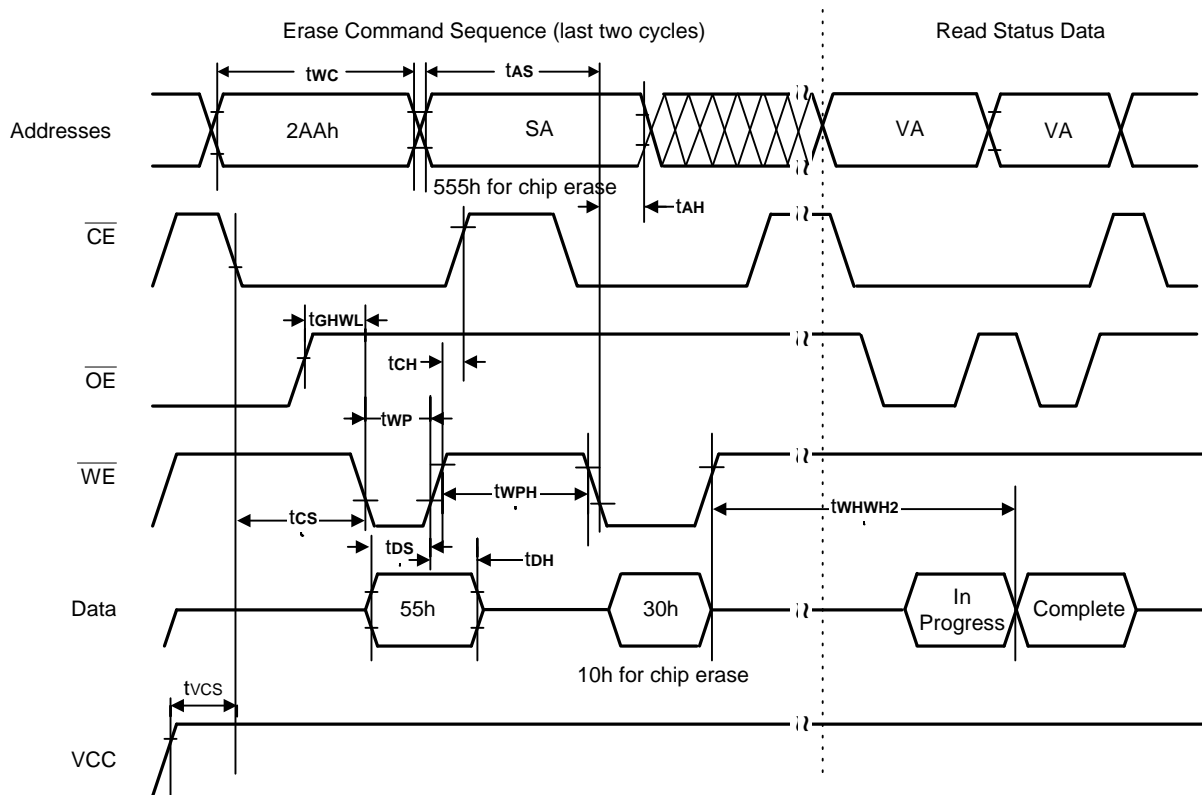 Erase Command Sequence (last two cycles)
Read Status Data
tWC
tAS
Addresses
2AAh
SA
VA
VA
555h for chip erase
tAH
CE
tGHWL
tCH
OE
tWP
WE
tWPH
tCS
tWHWH2
tDS
tDH
Data
55h
30h
In
Progress
Complete
10h for chip erase
tVCS
VCC